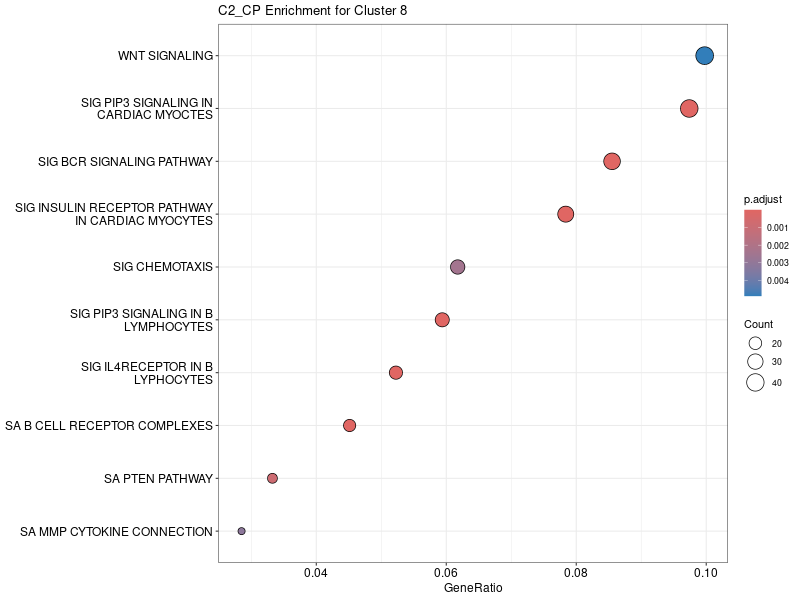 C2_CP Enrichment for Cluster 8
WNT SIGNALING
SIG PIP3 SIGNALING IN
CARDIAC MYOCTES
SIG BCR SIGNALING PATHWAY
SIG INSULIN RECEPTOR PATHWAY
IN CARDIAC MYOCYTES
SIG CHEMOTAXIS
SIG PIP3 SIGNALING IN B
LYMPHOCYTES
SIG IL4RECEPTOR IN B
LYPHOCYTES
SA B CELL RECEPTOR COMPLEXES
SA PTEN PATHWAY
SA MMP CYTOKINE CONNECTION
0.04 0.06 0.08 0.10
GeneRatio
p.adjust
0.001
0.002
0.003
0.004
Count
20
30
40